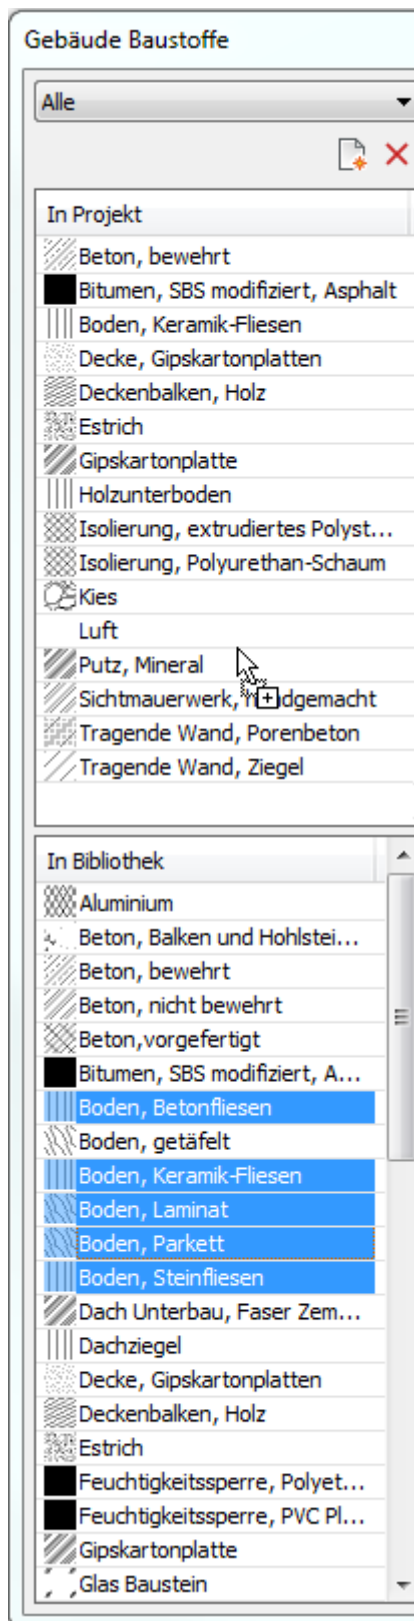 Gebäude Baustoffe
Alle
In Projekt
Beton, bewehrt
Bitumen, SBS modifiziert, Asphalt
Boden, Keramik-Fliesen
Decke, Gipskartonplatten
Deckenbalken, Holz
Estrich
Gipskartonplatte
Holzunterboden
Isolierung, extrudiertes Polyst...
Isolierung, Polyurethan-Schaum
Kies
Luft
Putz, Mineral
Sichtmauerwerk, Handgemacht
Tragende Wand, Porenbeton
Tragende Wand, Ziegel
In Bibliothek
Aluminium
Beton, Balken und Hohlstei...
Beton, bewehrt
Beton, nicht bewehrt
Beton,vorgefertigt
Bitumen, SBS modifiziert, A...
Boden, Betonfliesen
Boden, getäfelt
Boden, Keramik-Fliesen
Boden, Laminat
Boden, Parkett
Boden, Steinfliesen
Dach Unterbau, Faser Zem...
Dachziegel
Decke, Gipskartonplatten
Deckenbalken, Holz
Estrich
Feuchtigkeitssperre, Polyet...
Feuchtigkeitssperre, PVC Pl...
Gipskartonplatte
Glas Baustein